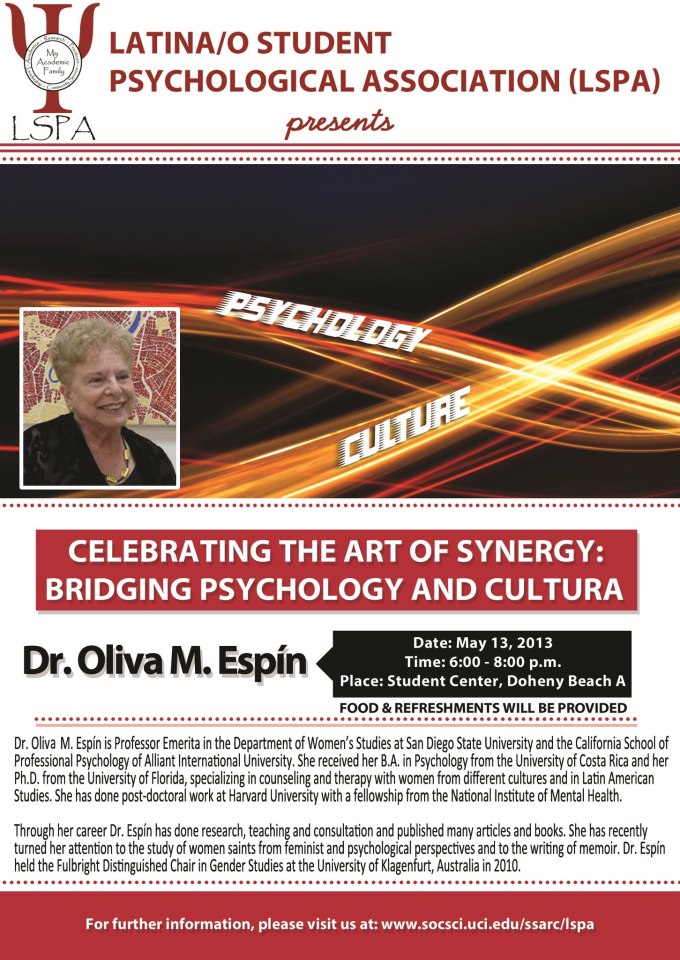 My
Academic
Family
LSPA
LATINA/O STUDENT
PSYCHOLOGICAL ASSOCIATION (LSPA)
presents
PSYCHOLOGY
CULTURE
CELEBRATING THE ART OF SYNERGY:
BRIDGING PSYCHOLOGY AND CULTURA
Dr. Oliva M. Espín
Date: May 13, 2013
Time: 6:00 - 8:00 p.m.
Place: Student Center, Doheny Beach A
FOOD & REFRESHMENTS WILL BE PROVIDED
Dr. Oliva M. Espín is Professor Emerita in the Department of Women's Studies at San Diego State University and the California School of
Professional Psychology of Alliant International University. She received her B.A. in Psychology from the University of Costa Rica and her
Ph.D. from the University of Florida, specializing in counseling and therapy with women from different cultures and in Latin American
Studies. She has done post-doctoral work at Harvard University with a fellowship from the National Institute of Mental Health.
Through her career Dr. Espín has done research, teaching and consultation and published many articles and books. She has recently
turned her attention to the study of women saints from feminist and psychological perspectives and to the writing of memoir. Dr. Espín
held the Fulbright Distinguished Chair in Gender Studies at the University of Klagenfurt, Australia in 2010.
For further information, please visit us at: www.socsci.uci.edu/ssarc/lspa